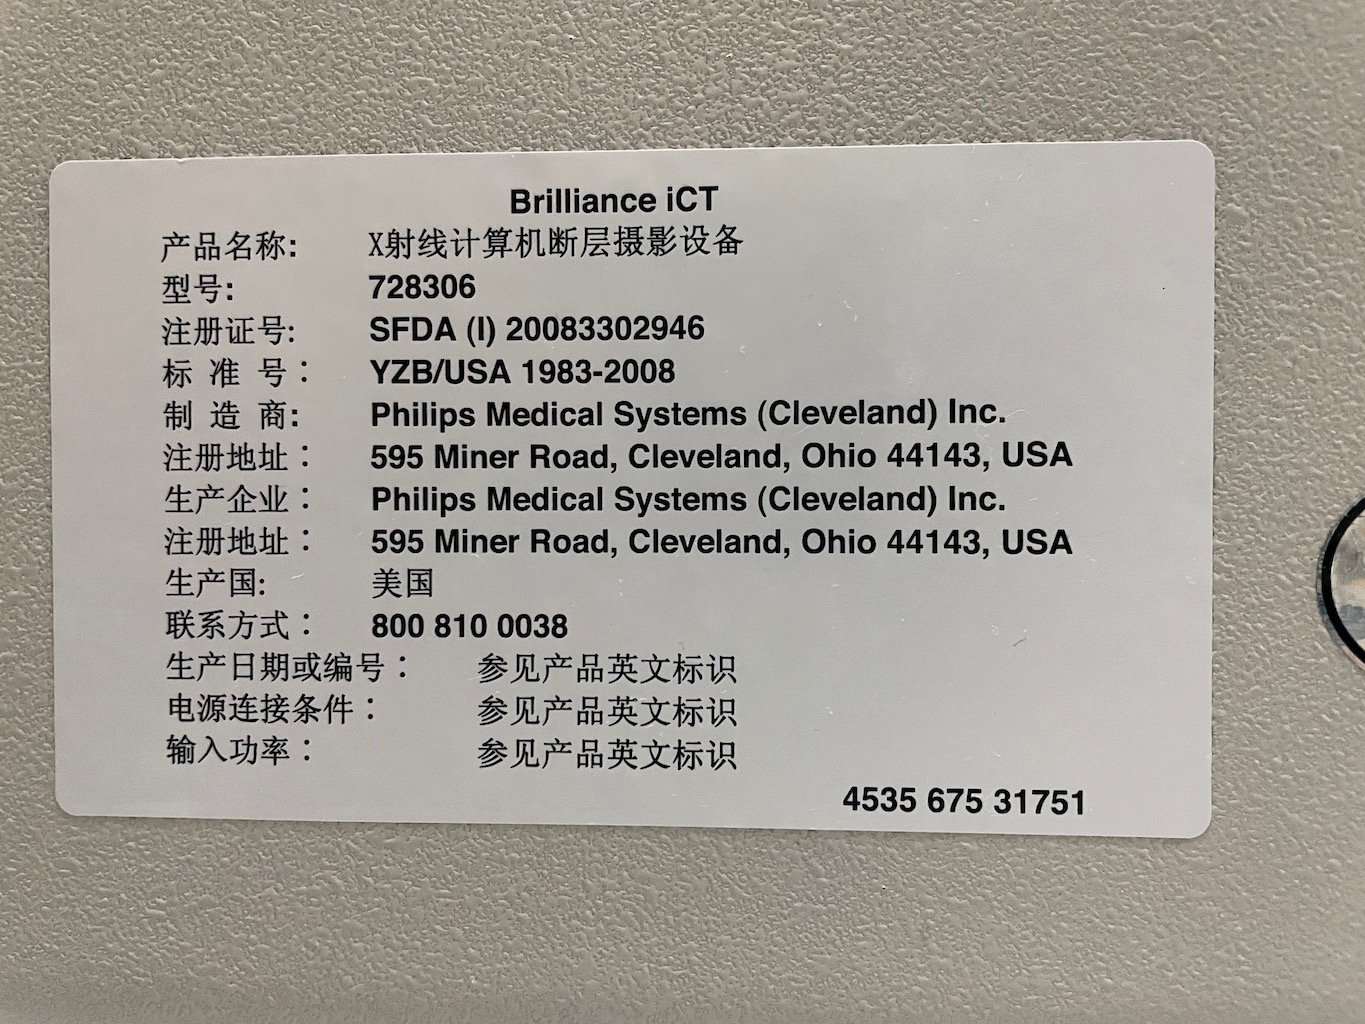 Brilliance iCT
产品名称: X射线计算机断层摄影设备
型号: 728306
注册证号: SFDA (I) 20083302946
标 准 号： YZB/USA 1983-2008
制 造 商: Philips Medical Systems (Cleveland) Inc.
注册地址： 595 Miner Road, Cleveland, Ohio 44143, USA
生产企业： Philips Medical Systems (Cleveland) Inc.
注册地址： 595 Miner Road, Cleveland, Ohio 44143, USA
生产国: 美国
联系方式： 800 810 0038
生产日期或编号： 参见产品英文标识
电源连接条件： 参见产品英文标识
输入功率： 参见产品英文标识
4535 675 31751